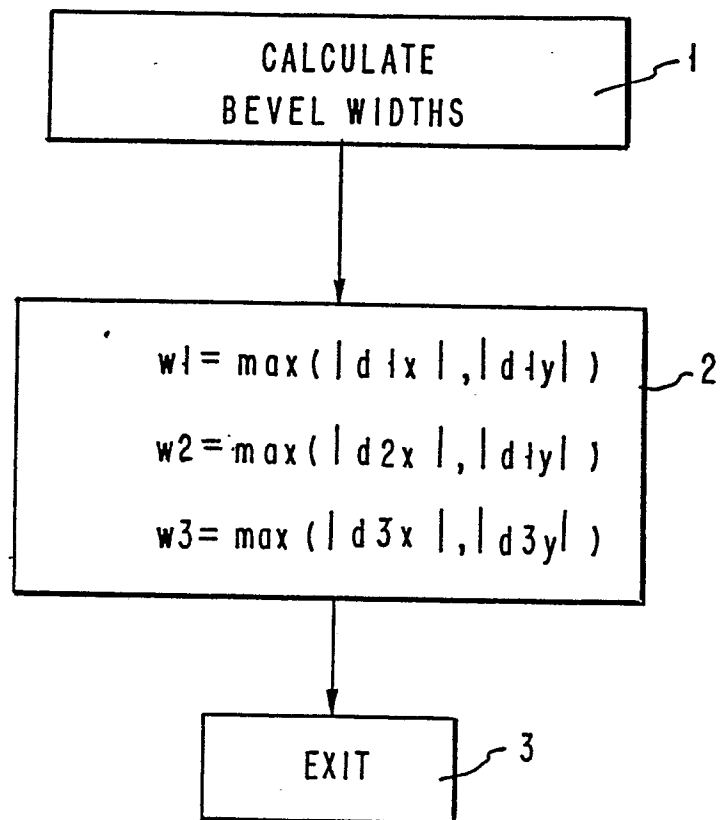 CALCULATE
BEVEL WIDTHS
1
w1= max( |d1x |,|d1y| )
w2= max( |d2x |,|d1y| )
w3= max (|d3x |,|d3y| )
2
EXIT
3